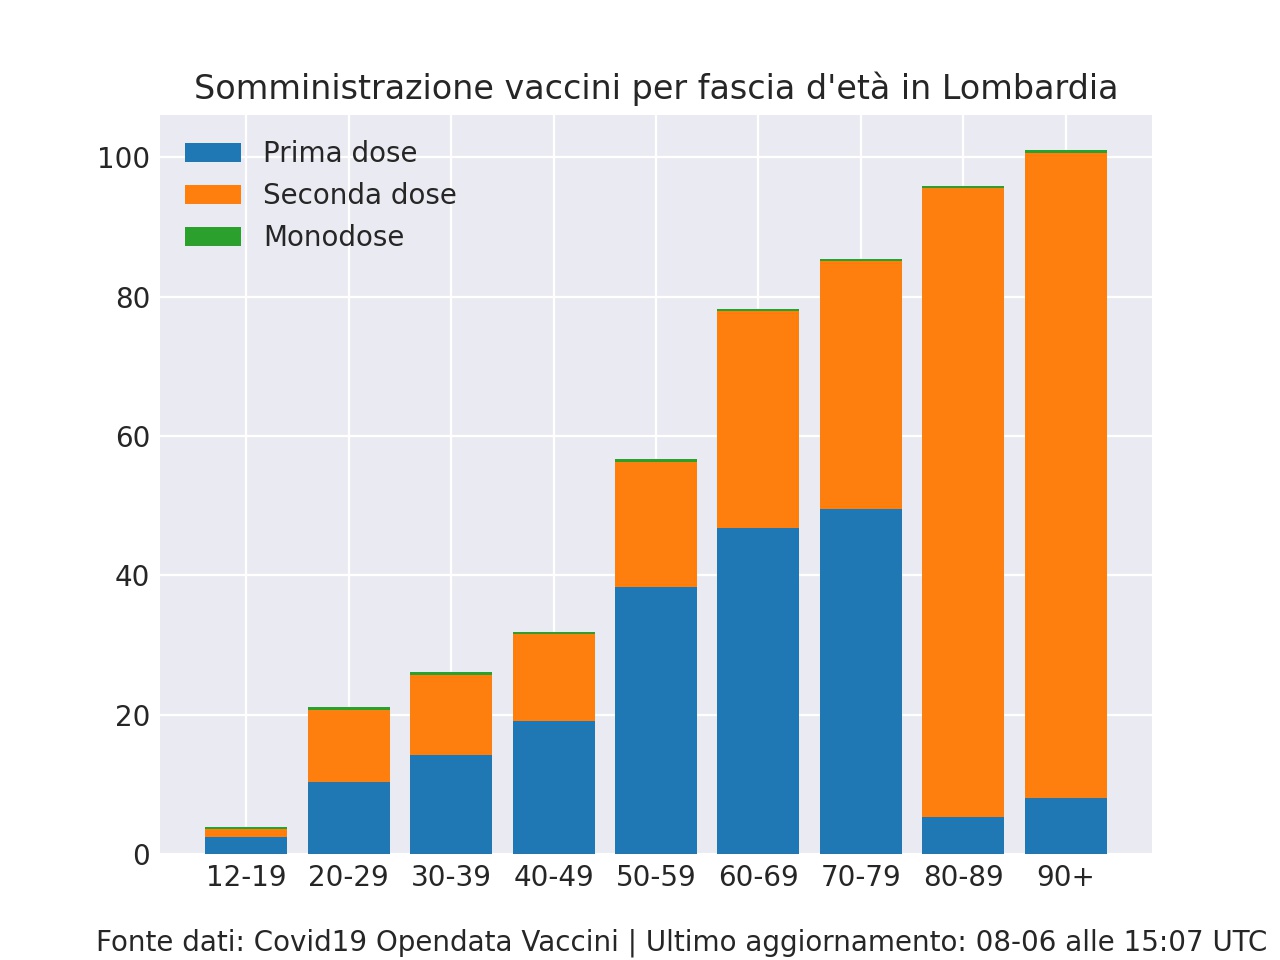 Somministrazione vaccini per fascia d'età in Lombardia
Prima dose
Seconda dose
Monodose
100
80
60
40
20
0
12-19 20-29 30-39 40-49 50-59 60-69 70-79 80-89 90+
Fonte dati: Covid19 Opendata Vaccini | Ultimo aggiornamento: 08-06 alle 15:07 UTC